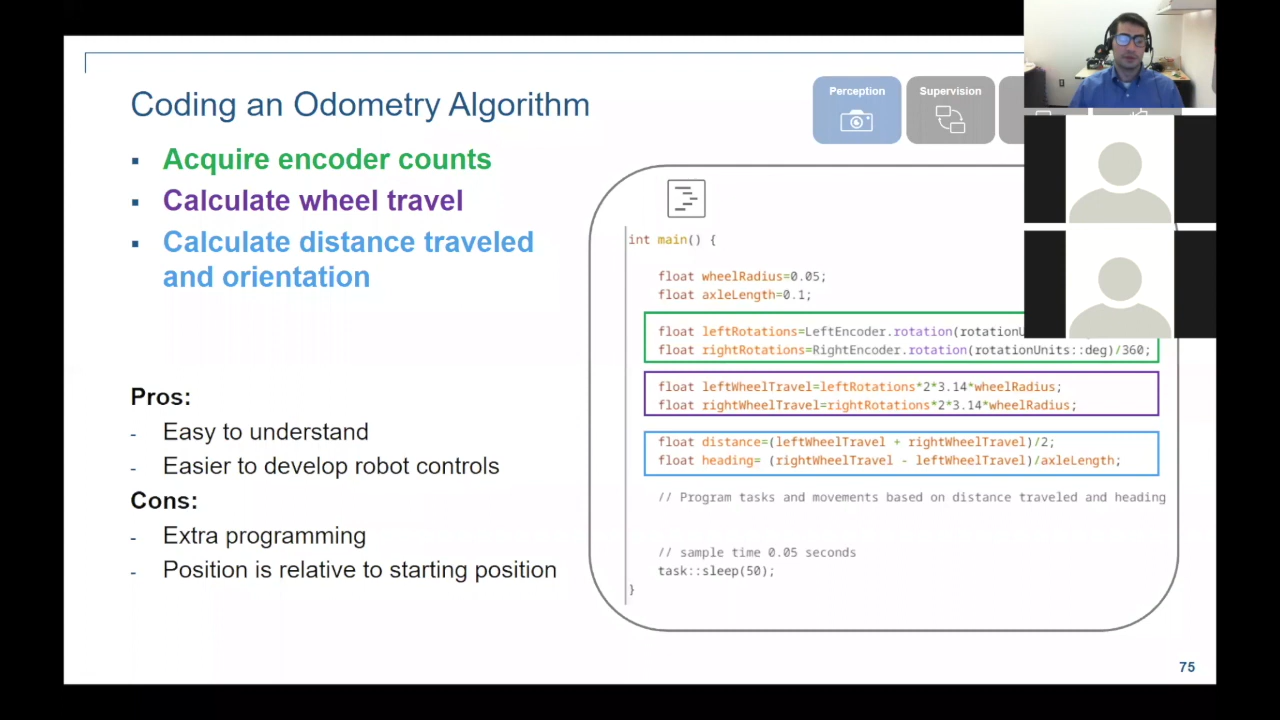 Coding an Odometry Algorithm
▪ Acquire encoder counts
▪ Calculate wheel travel
▪ Calculate distance traveled
and orientation
Pros:
- Easy to understand
- Easier to develop robot controls
Cons:
- Extra programming
- Position is relative to starting position
Perception
Supervision
int main() {
float wheelRadius=0.05;
float axleLength=0.1;
float leftRotations=LeftEncoder.rotation(rotationU
float rightRotations=RightEncoder.rotation(rotationUnits::deg)/360;
float leftWheelTravel=leftRotations*2*3.14*wheelRadius;
float rightWheelTravel=rightRotations*2*3.14*wheelRadius;
float distance=(leftWheelTravel + rightWheelTravel)/2;
float heading= (rightWheelTravel - leftWheelTravel)/axleLength;
// Program tasks and movements based on distance traveled and heading
// sample time 0.05 seconds
task::sleep(50);
}
75